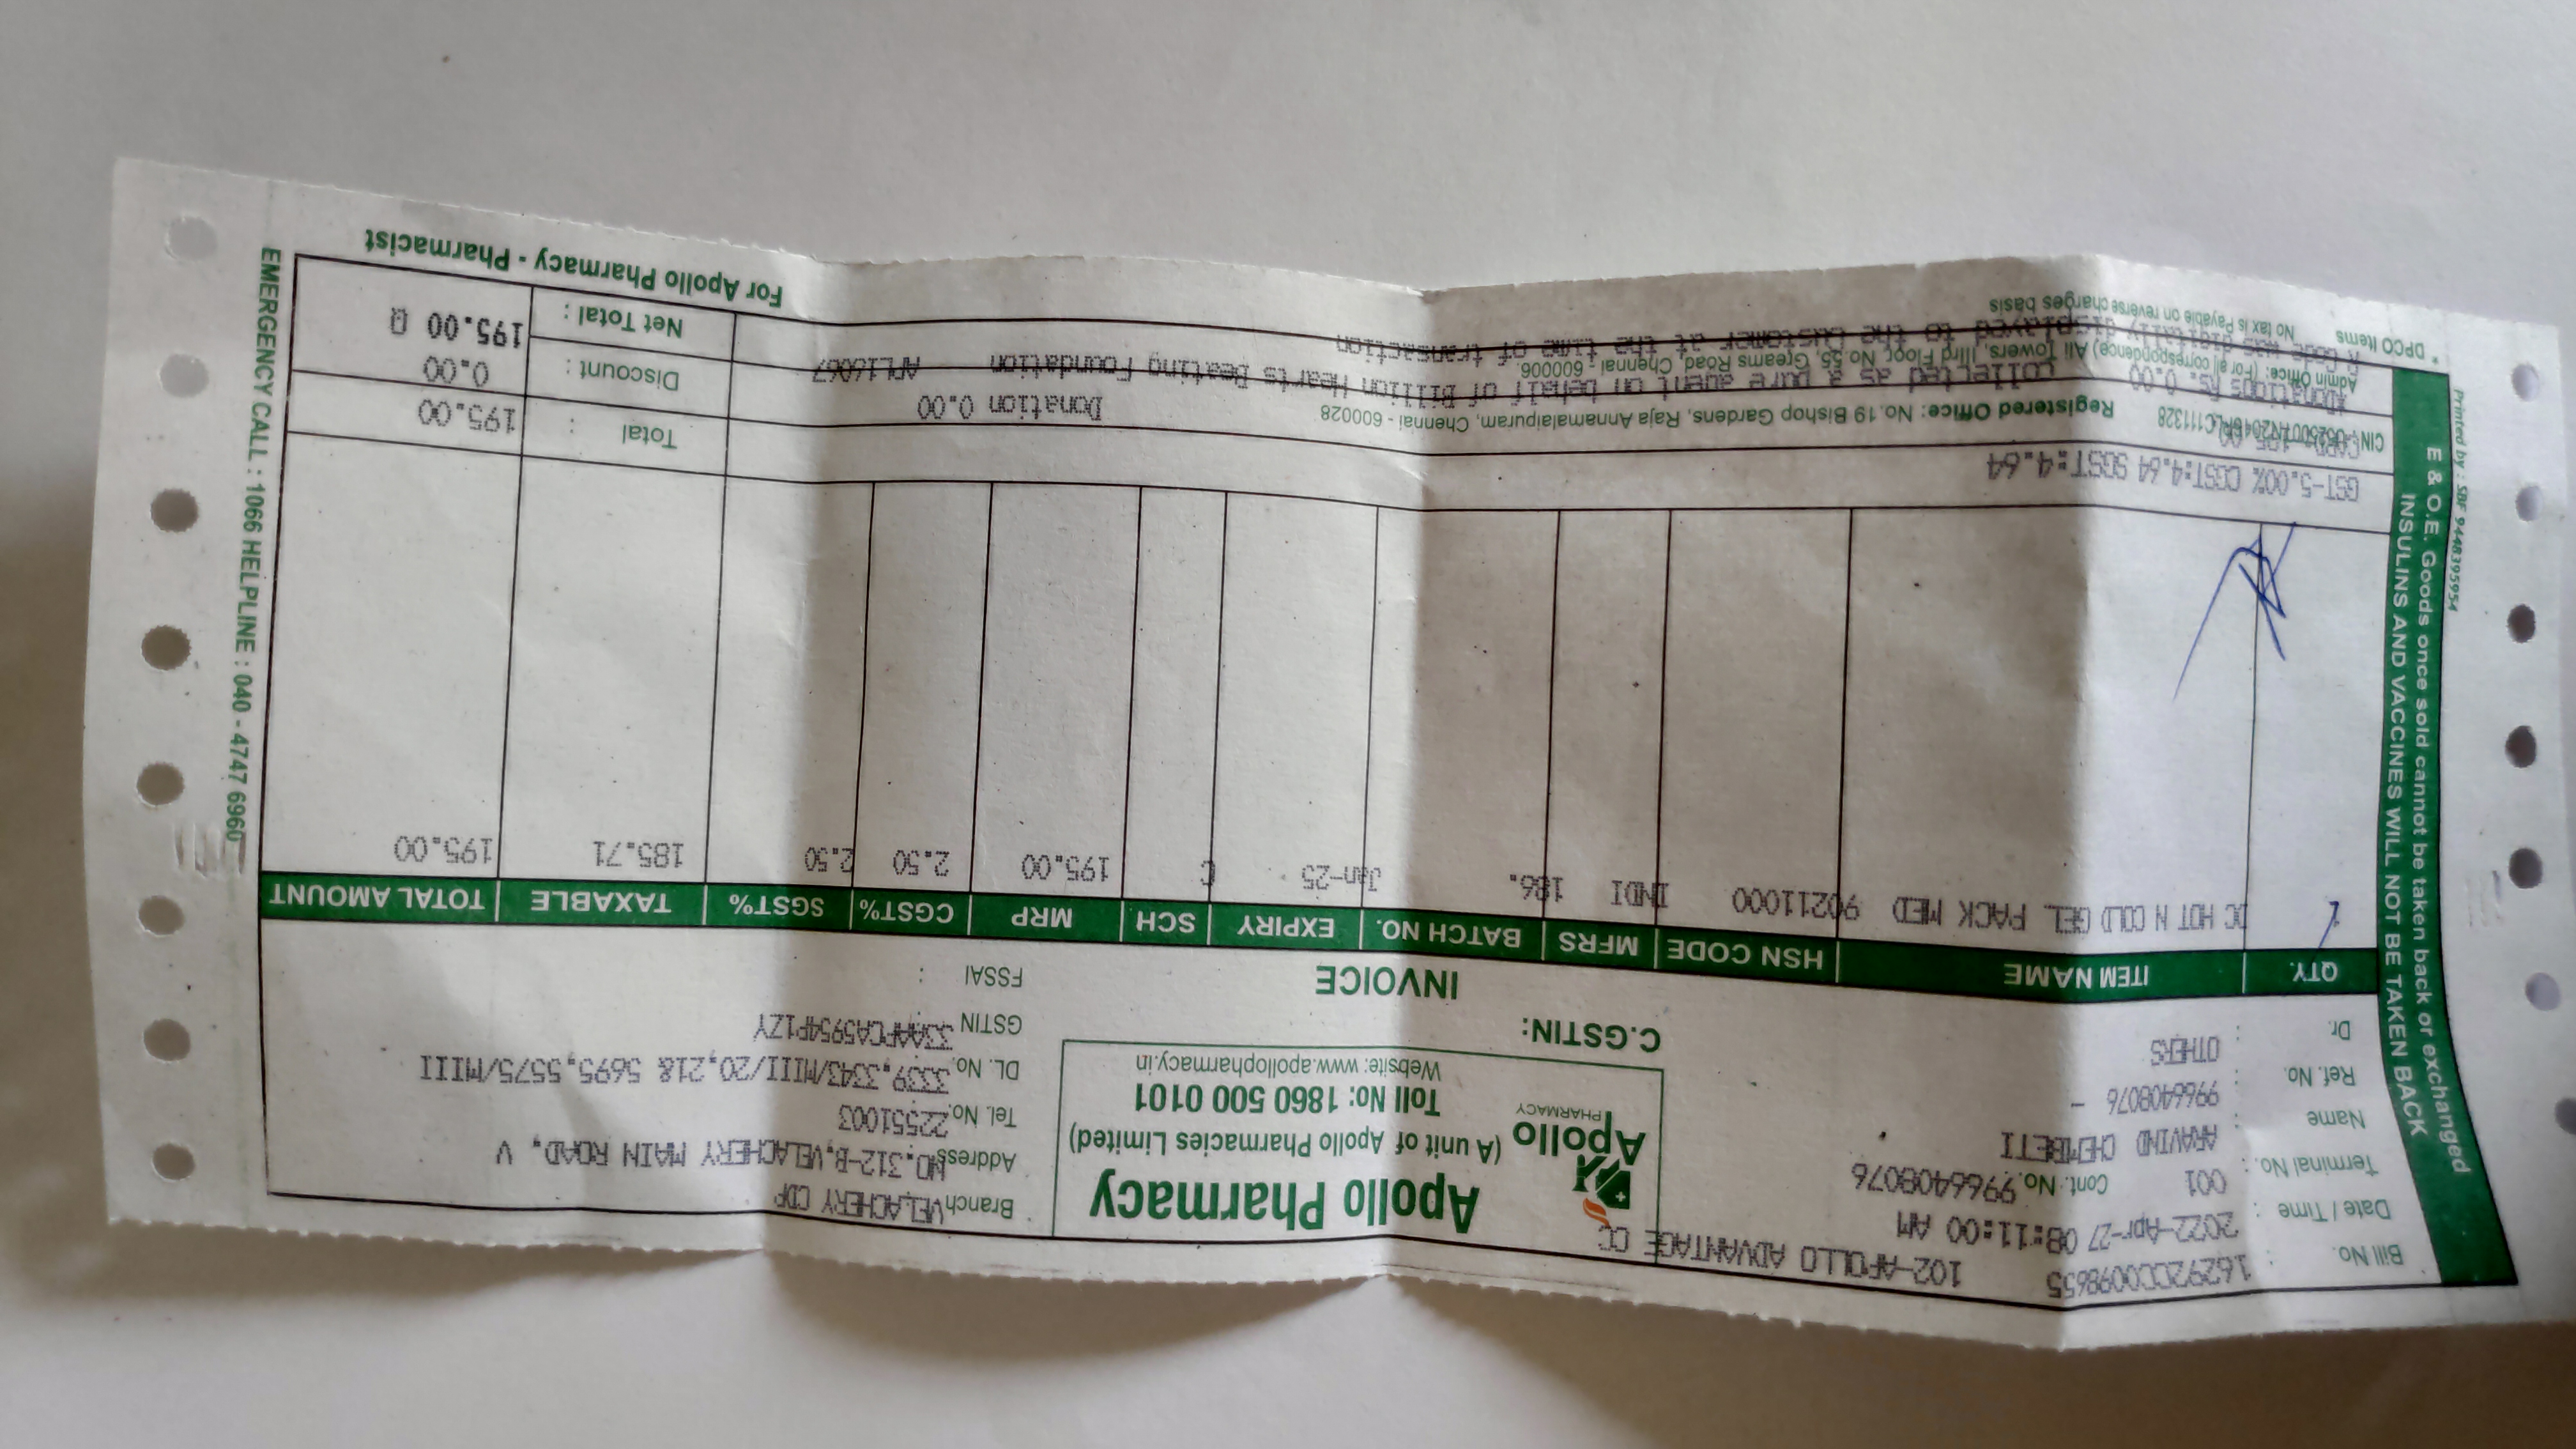 Bill No. : 162972D0098655 102-APOLLO ADVANTAGE CC
Date / Time : 2022-Apr-27 08:11:00 AM
Terminal No. : 001 Cont. No. 9966408076
Name : ARAVIND CHEMBETI
Ref. No. : 9966408076 -
Dr. : OTHERS
Apollo PHARMACY
Apollo Pharmacy
(A unit of Apollo Pharmacies Limited)
Toll No: 1860 500 0101
Website: www.apollopharmacy.in
C.GSTIN:
INVOICE
Branch VELACHERY CDP
Address NO.312-B,VELACHERY MAIN ROAD, V
Tel. No. 22551003
DL. No. 3339,3343/MIII/20,21& 5695,5575/MIII
GSTIN 33AAPCA5954P1ZY
FSSAI :
QTY. ITEM NAME HSN CODE MFRS BATCH NO. EXPIRY SCH MRP CGST% SGST% TAXABLE TOTAL AMOUNT
1 DC HOT N COLD GEL PACK MED 90211000 INDI 186. Jan-25 C 195.00 2.50 2.50 185.71 195.00
GST-5.00% CGST:4.64 SGST:4.64
Total : 195.00
Discount : 0.00
Net Total : 195.00
Donation 0.00
Registered Office: No.19 Bishop Gardens, Raja Annamalaipuram, Chennai - 600028
collected as a pure agent on behalf of Billion Hearts Beating Foundation APL16067
Admin Office: (For all correspondence) Ali Towers, IIIrd Floor, No.55, Greams Road, Chennai - 600006.
displayed to the Customer at the time of transaction
* DPCO Items No tax is Payable on reverse charges basis
For Apollo Pharmacy - Pharmacist
INSULINS AND VACCINES WILL NOT BE TAKEN BACK
E & O.E. Goods once sold cannot be taken back or exchanged
Printed by : SBF 9448395954
EMERGENCY CALL : 1066 HELPLINE : 040 - 4747 6960